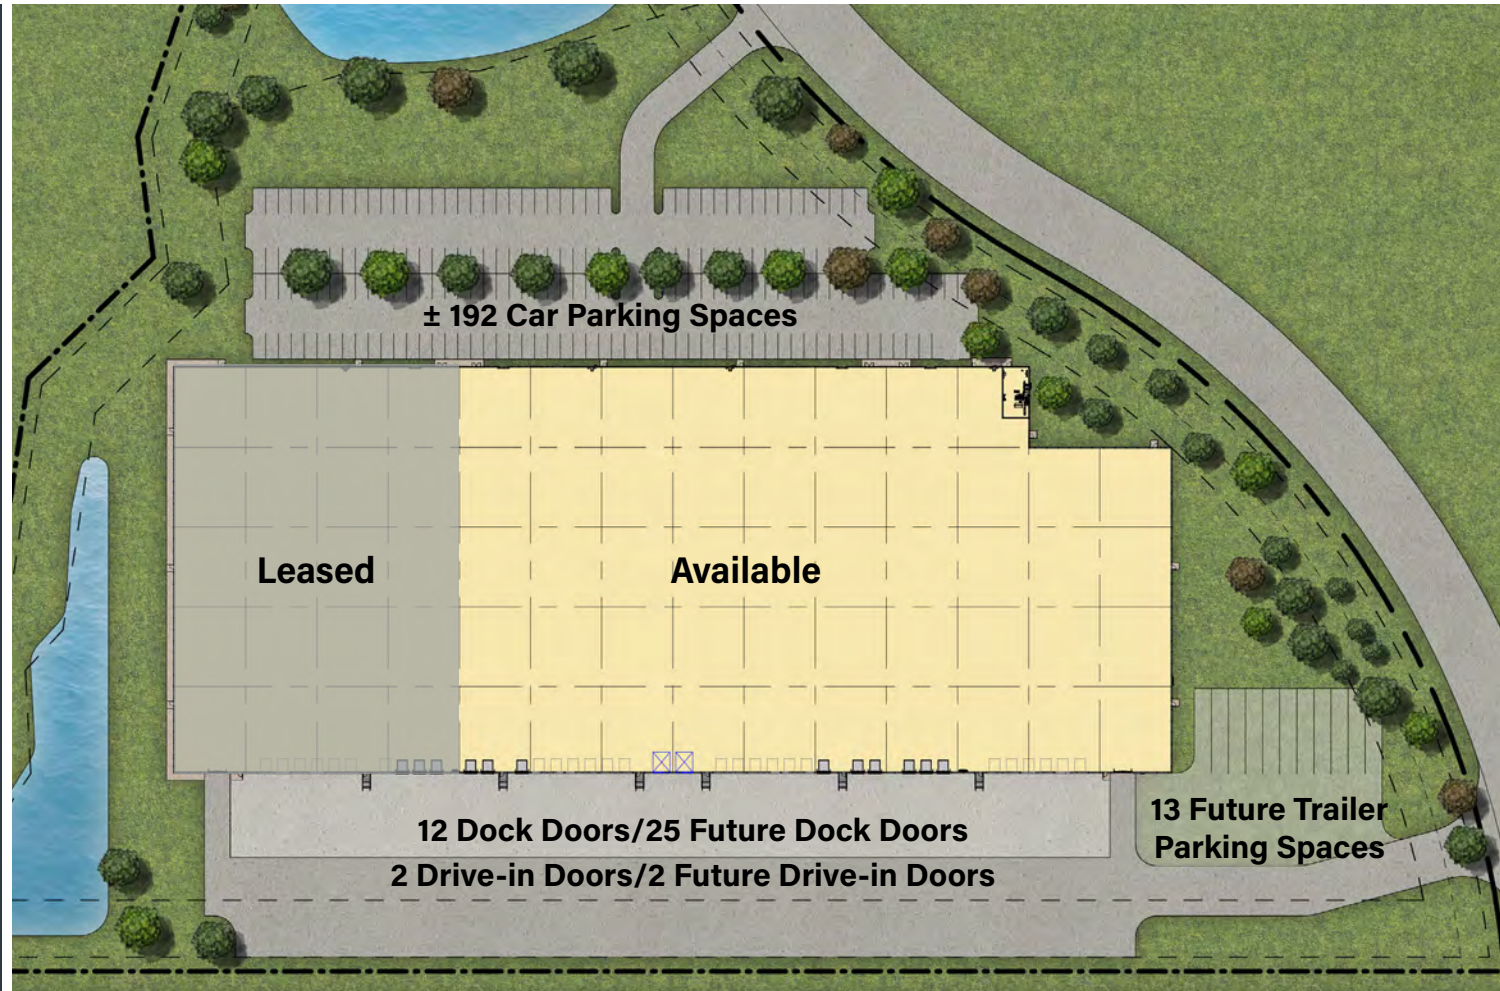 ± 192 Car Parking Spaces
Leased
Available
12 Dock Doors/25 Future Dock Doors
2 Drive-in Doors/2 Future Drive-in Doors
13 Future Trailer
Parking Spaces